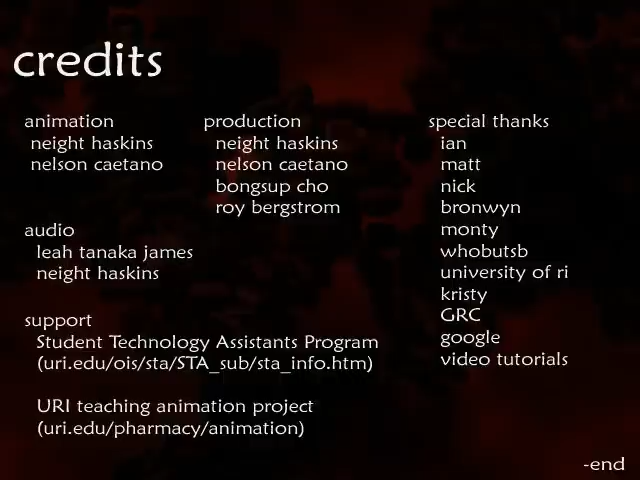 credits
animation
neight haskins
nelson caetano
audio
leah tanaka james
neight haskins
support
Student Technology Assistants Program
(uri.edu/ois/sta/STA_sub/sta_info.htm)
URI teaching animation project
(uri.edu/pharmacy/animation)
production
neight haskins
nelson caetano
bongsup cho
roy bergstrom
special thanks
ian
matt
nick
bronwyn
monty
whobutsb
university of ri
kristy
GRC
google
video tutorials
-end